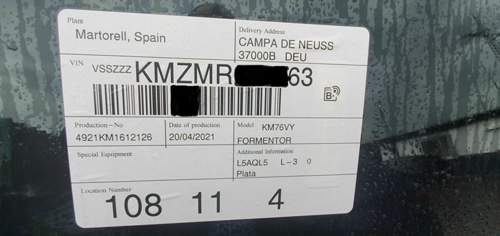 Plant
Martorell, Spain
Delivery Address
CAMPA DE NEUSS
37000B DEU
VIN
VSSZZZ KMZMR 63
B
Production-No
4921KM1612126
Date of production
20/04/2021
Model KM76VY
FORMENTOR
Special Equipment
Additional Information
L5AQL5 L-3 0
Plata
Location Number
108 11 4